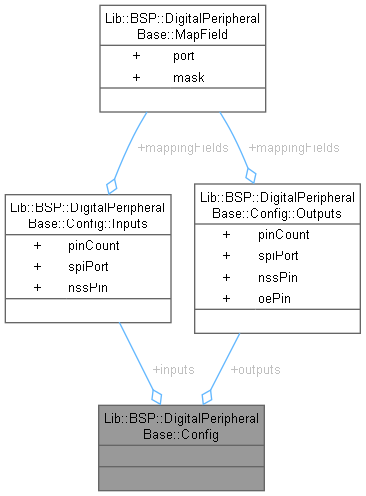 Lib::BSP::DigitalPeripheral
Base::MapField
+ port
+ mask
+mappingFields
+mappingFields
Lib::BSP::DigitalPeripheral
Base::Config::Inputs
+ pinCount
+ spiPort
+ nssPin
Lib::BSP::DigitalPeripheral
Base::Config::Outputs
+ pinCount
+ spiPort
+ nssPin
+ oePin
+inputs
+outputs
Lib::BSP::DigitalPeripheral
Base::Config